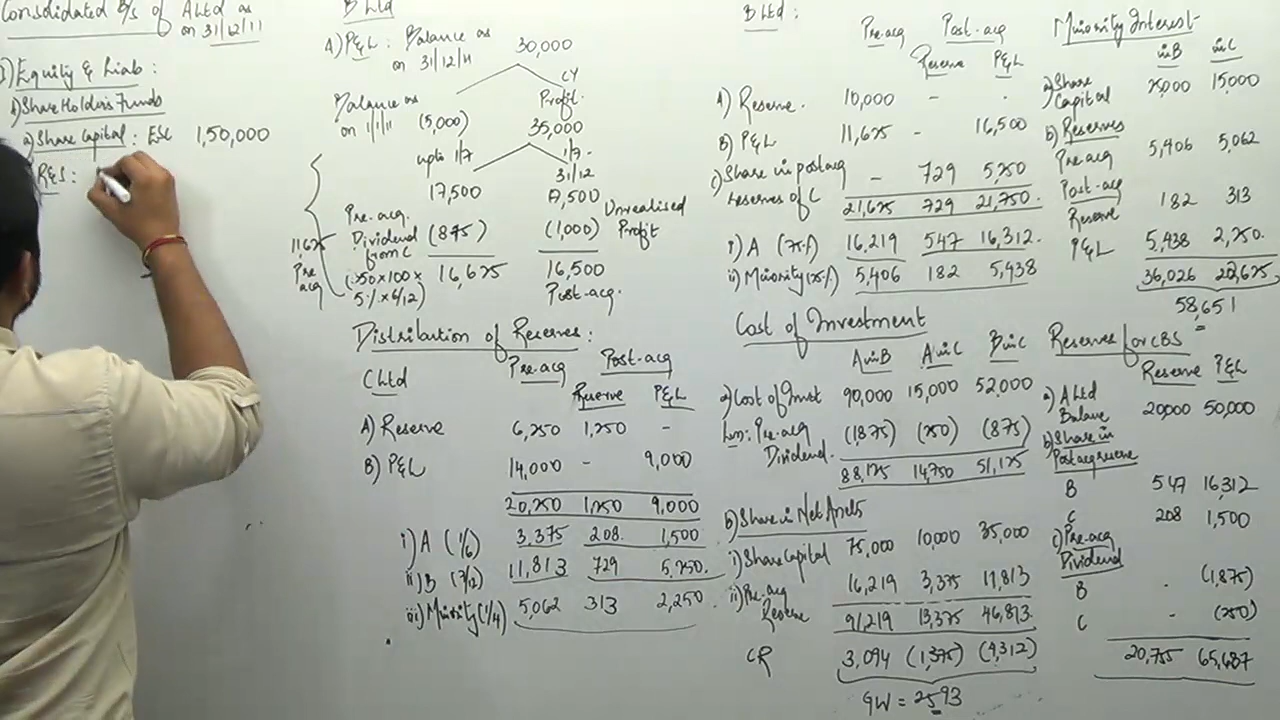 Consolidated B/S of A Ltd as
on 31/12/11
I) Equity & Liab :
1) ShareHolder's Funds
a) Share Capital : ESC 1,50,000
R&S :
B Ltd
A) P&L : Balance as 30,000
on 31/12/11
Balance as CY
on 1/1/11 (5,000) Profit
35,000
upto 1/7 1/7 -
31/12
17,500 17,500
Pre-acq. Unrealised
Dividend (875) (1,000) Profit
from C
11,625 (350x100x 16,625 16,500
Pre 5%x6/12) Post-acq.
acq
Distribution of Reserves :
Pre-acq Post-acq
C Ltd Reserve P&L
A) Reserve 6,250 1,250 -
B) P&L 14,000 - 9,000
20,250 1,250 9,000
i) A (1/6) 3,375 208. 1,500
ii) B (7/12) 11,813 729 5,250.
iii) Minority (1/4) 5,062 313 2,250
B Ltd :
Pre-acq Post-acq
Reserve P&L
A) Reserve. 10,000 - .
B) P&L 11,625 - 16,500
c) Share in postacq
reserves of C - 729 5,250
21,625 729 21,750.
i) A (75%) 16,219 547 16,312.
ii) Minority (25%) 5,406 182 5,438
Cost of Investment
A in B A in C B in C
a) Cost of Invst 90,000 15,000 52,000
Less: Pre-acq (1875) (250) (875)
Dividend.
88,125 14,750 51,125
b) Share in Net Assets
i) Share Capital 75,000 10,000 35,000
ii) Pre-acq
Reserve 16,219 3,375 11,813
91,219 13,375 46,813.
CR 3,094 (1,375) (4,312)
GW = 2593
Minority Interest
in B in C
a) Share
Capital 25,000 15,000
b) Reserves
Pre acq 5,406 5,062
Post-acq
Reserve 182 313
P&L 5,438 2,250.
36,026 22,625
58,651
Reserves for CBS
Reserve P&L
a) A Ltd
Balance 20,000 50,000
b) Share in
Postacq reserve
B 547 16,312
C 208 1,500
c) Pre-acq
Dividend
B - (1,875)
C - (250)
20,755 65,687